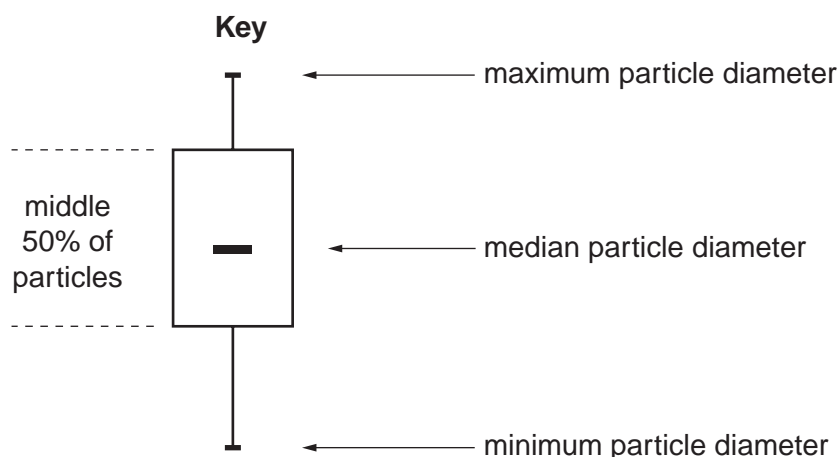 Key
maximum particle diameter
middle
50% of
particles
median particle diameter
minimum particle diameter